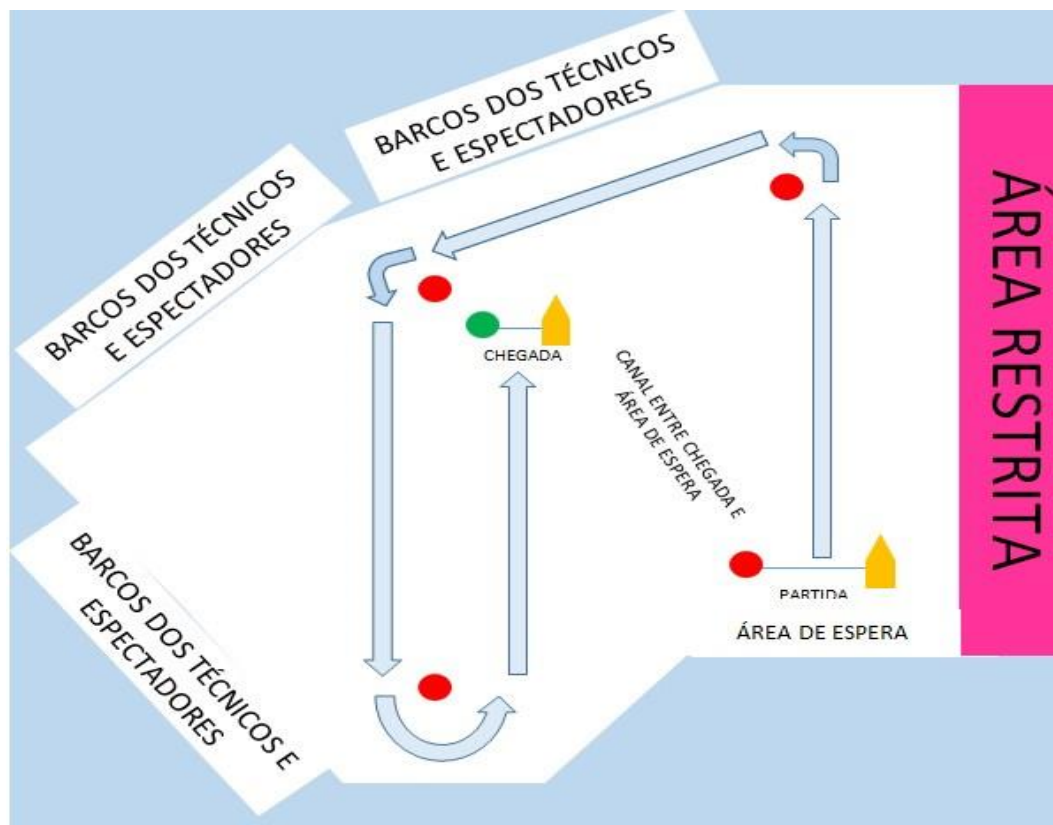 BARCOS DOS TÉCNICOS
E ESPECTADORES
BARCOS DOS TÉCNICOS
E ESPECTADORES
ÁREA RESTRITA
CHEGADA
CANAL ENTRE CHEGADA E
ÁREA DE ESPERA
PARTIDA
ÁREA DE ESPERA
BARCOS DOS TÉCNICOS E
ESPECTADORES